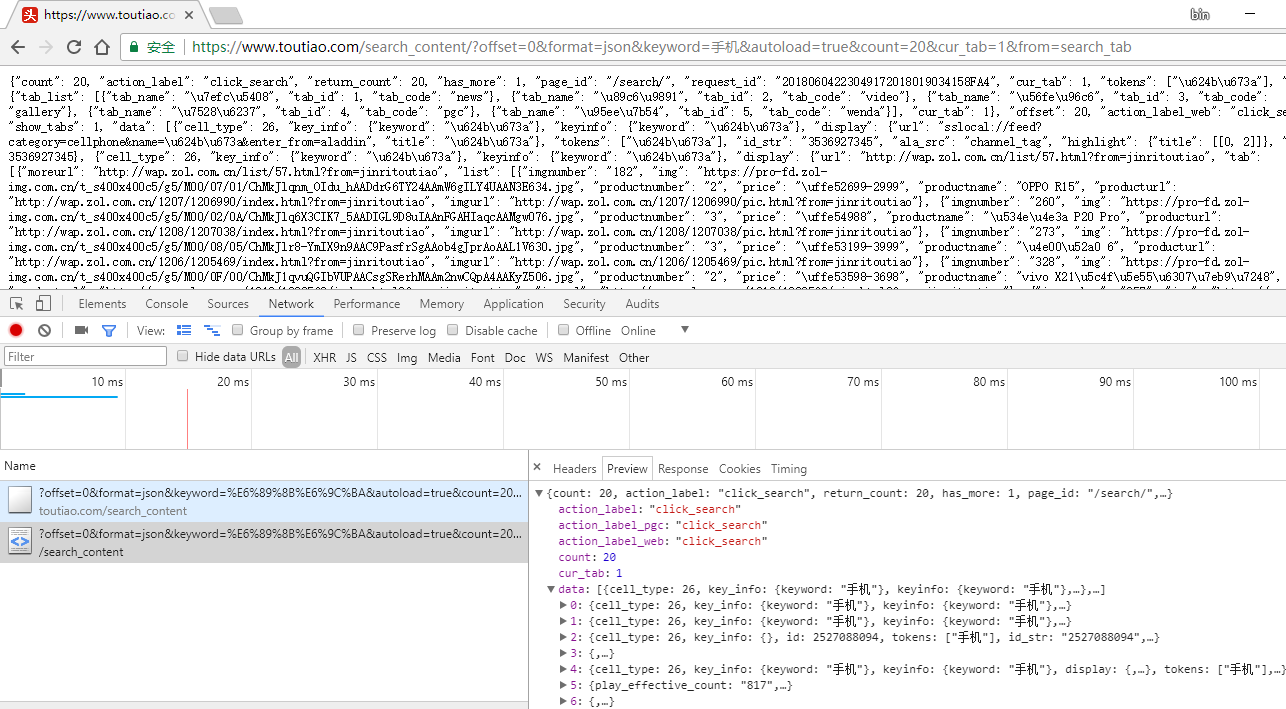 https://www.toutiao.co
bin
安全 https://www.toutiao.com/search_content/?offset=0&format=json&keyword=手机&autoload=true&count=20&cur_tab=1&from=search_tab
{"count": 20, "action_label": "click_search", "return_count": 20, "has_more": 1, "page_id": "/search/", "request_id": "20180604223049172018019034158FA4", "cur_tab": 1, "tokens": ["\u624b\u673a"],
{"tab_list": [{"tab_name": "\u7efc\u5408", "tab_id": 1, "tab_code": "news"}, {"tab_name": "\u89c6\u9891", "tab_id": 2, "tab_code": "video"}, {"tab_name": "\u56fe\u96c6", "tab_id": 3, "tab_code":
"gallery"}, {"tab_name": "\u7528\u6237", "tab_id": 4, "tab_code": "pgc"}, {"tab_name": "\u95ee\u7b54", "tab_id": 5, "tab_code": "wenda"}], "cur_tab": 1}, "offset": 20, "action_label_web": "click_se
"show_tabs": 1, "data": [{"cell_type": 26, "key_info": {"keyword": "\u624b\u673a"}, "keyinfo": {"keyword": "\u624b\u673a"}, "display": {"url": "sslocal://feed?
category=cellphone&name=\u624b\u673a&enter_from=aladdin", "title": "\u624b\u673a"}, "tokens": ["\u624b\u673a"], "id_str": "3536927345", "ala_src": "channel_tag", "highlight": {"title": [[0, 2]]},
3536927345}, {"cell_type": 26, "key_info": {"keyword": "\u624b\u673a"}, "keyinfo": {"keyword": "\u624b\u673a"}, "display": {"url": "http://wap.zol.com.cn/list/57.html?from=jinritoutiao", "tab":
[{"moreurl": "http://wap.zol.com.cn/list/57.html?from=jinritoutiao", "list": [{"imgnumber": "182", "img": "https://pro-fd.zol-
img.com.cn/t_s400x400c5/g5/M00/07/01/ChMkJlqnm_OIdu_hAADdrG6TY24AAmW6gILY4UAAN3E634.jpg", "productnumber": "2", "price": "\uffe52699-2999", "productname": "OPPO R15", "producturl":
"http://wap.zol.com.cn/1207/1206990/index.html?from=jinritoutiao", "imgurl": "http://wap.zol.com.cn/1207/1206990/pic.html?from=jinritoutiao"}, {"imgnumber": "260", "img": "https://pro-fd.zol-
img.com.cn/t_s400x400c5/g5/M00/02/0A/ChMkJlq6X3CIK7_5AADIGL9D8uIAAnFGAHIaqcAAMgw076.jpg", "productnumber": "3", "price": "\uffe54988", "productname": "\u534e\u4e3a P20 Pro", "producturl":
"http://wap.zol.com.cn/1208/1207038/index.html?from=jinritoutiao", "imgurl": "http://wap.zol.com.cn/1208/1207038/pic.html?from=jinritoutiao"}, {"imgnumber": "273", "img": "https://pro-fd.zol-
img.com.cn/t_s400x400c5/g5/M00/08/05/ChMkJlr8-YmIX9n9AAC9PasfrSgAAob4gJprAoAAL1V630.jpg", "productnumber": "3", "price": "\uffe53199-3999", "productname": "\u4e00\u52a0 6", "producturl":
"http://wap.zol.com.cn/1206/1205469/index.html?from=jinritoutiao", "imgurl": "http://wap.zol.com.cn/1206/1205469/pic.html?from=jinritoutiao"}, {"imgnumber": "328", "img": "https://pro-fd.zol-
img.com.cn/t_s400x400c5/g5/M00/0F/00/ChMkJ1qvuQGIbVUPAACsgSRerhMAAm2nwCQpA4AAKyZ506.jpg", "productnumber": "2", "price": "\uffe53598-3698", "productname": "vivo X21\u5c4f\u5e55\u6307\u7eb9\u7248",
Elements Console Sources Network Performance Memory Application Security Audits
View: Group by frame Preserve log Disable cache Offline Online
Filter Hide data URLs All XHR JS CSS Img Media Font Doc WS Manifest Other
10 ms 20 ms 30 ms 40 ms 50 ms 60 ms 70 ms 80 ms 90 ms 100 ms
Name
?offset=0&format=json&keyword=%E6%89%8B%E6%9C%BA&autoload=true&count=20...
toutiao.com/search_content
?offset=0&format=json&keyword=%E6%89%8B%E6%9C%BA&autoload=true&count=20...
/search_content
Headers Preview Response Cookies Timing
{count: 20, action_label: "click_search", return_count: 20, has_more: 1, page_id: "/search/",…}
action_label: "click_search"
action_label_pgc: "click_search"
action_label_web: "click_search"
count: 20
cur_tab: 1
data: [{cell_type: 26, key_info: {keyword: "手机"}, keyinfo: {keyword: "手机"},…},…]
0: {cell_type: 26, key_info: {keyword: "手机"}, keyinfo: {keyword: "手机"},…}
1: {cell_type: 26, key_info: {keyword: "手机"}, keyinfo: {keyword: "手机"},…}
2: {cell_type: 26, key_info: {}, id: 2527088094, tokens: ["手机"], id_str: "2527088094",…}
3: {,…}
4: {cell_type: 26, key_info: {keyword: "手机"}, keyinfo: {keyword: "手机"}, display: {,…}, tokens: ["手机"],…}
5: {play_effective_count: "817",…}
6: {,…}